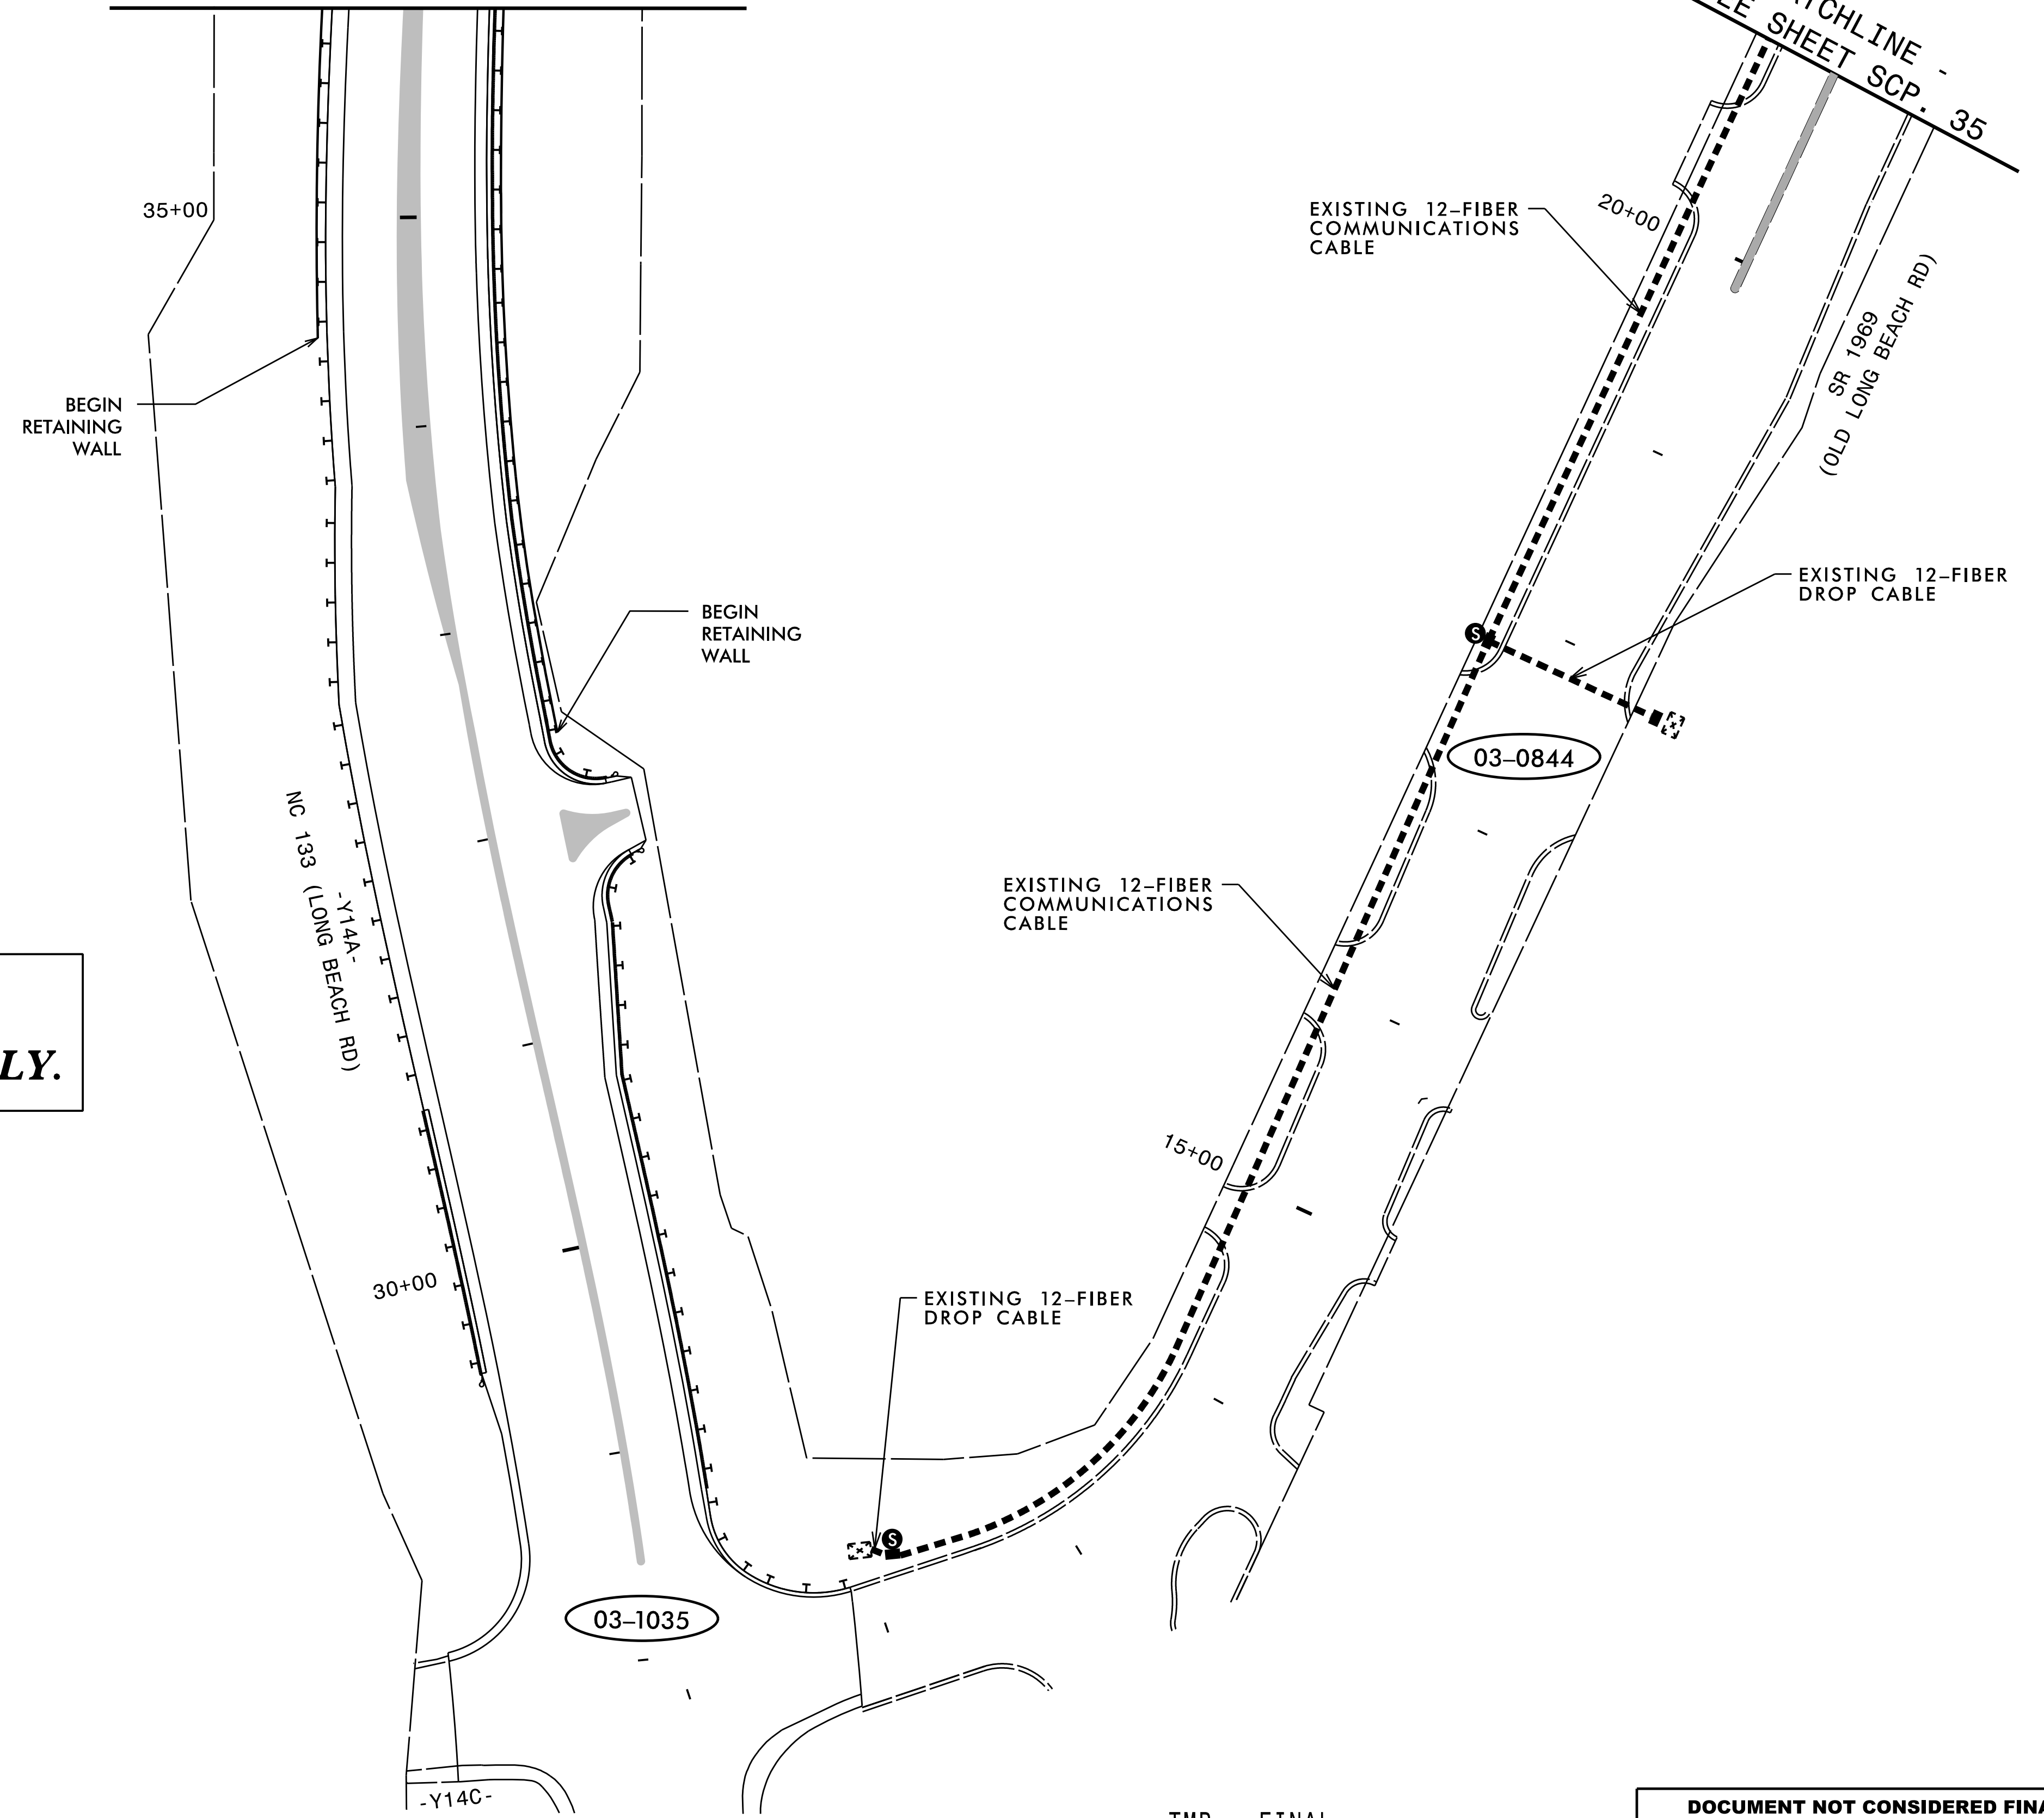 SHEET SCP. 35
35+00
EXISTING 12-FIBER
COMMUNICATIONS
CABLE
20+00
SR 1969
(OLD LONG BEACH RD)
BEGIN
RETAINING
WALL
BEGIN
RETAINING
WALL
EXISTING 12-FIBER
DROP CABLE
S
03-0844
-Y14A-
NC 133 (LONG BEACH RD)
EXISTING 12-FIBER
COMMUNICATIONS
CABLE
LY.
15+00
30+00
EXISTING 12-FIBER
DROP CABLE
S
03-1035
-Y14C-
DOCUMENT NOT CONSIDERED